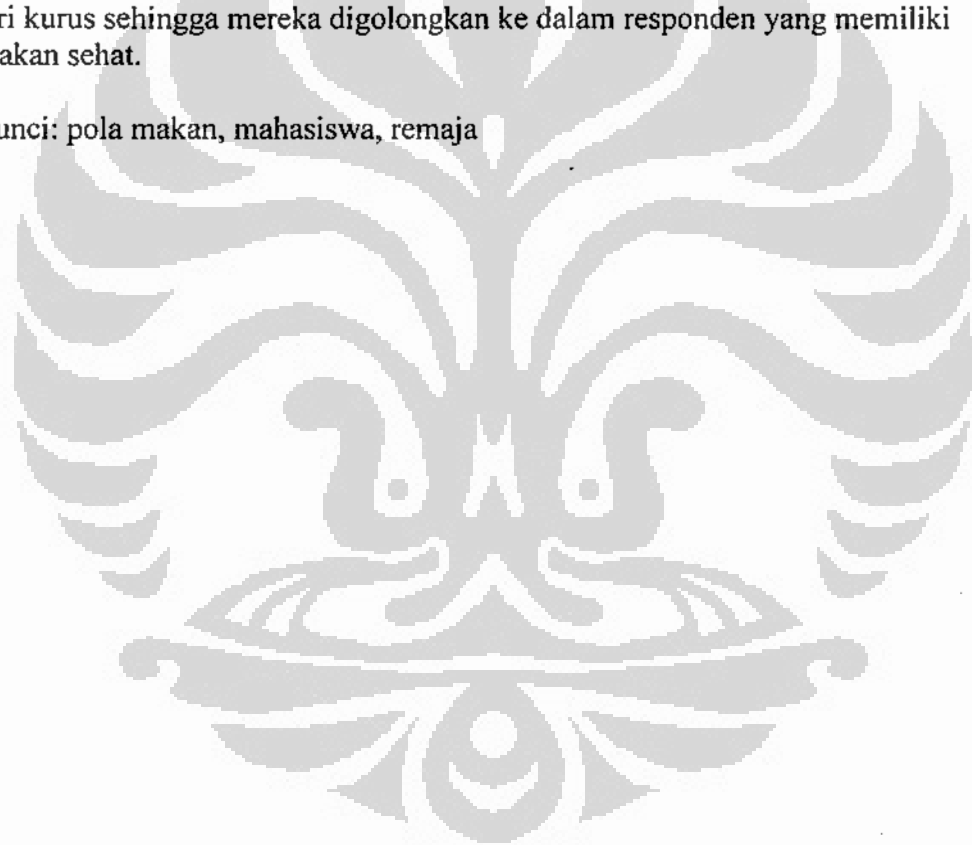 ri kurus sehingga mereka digolongkan ke dalam responden yang memiliki
akan sehat.
unci: pola makan, mahasiswa, remaja